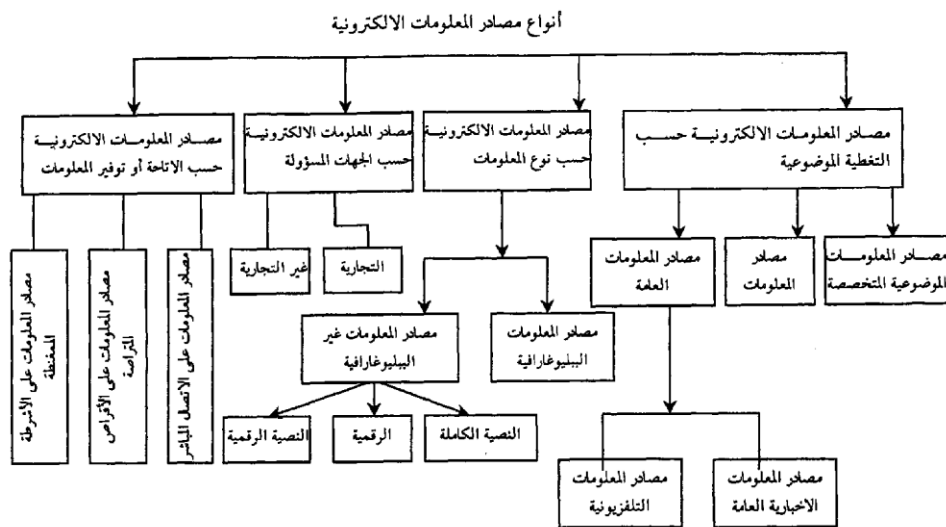 أنواع مصادر المعلومات الالكترونية
مصادر المعلومات الالكترونية حسب
التغطية الموضوعية
مصادر المعلومات الالكترونية
حسب نوع المعلومات
مصادر المعلومات الالكترونية
حسب الجهات المسؤولة
مصادر المعلومات الالكترونية
حسب الاتاحة أو توفير المعلومات
مصادر المعلومات
الموضوعية المتخصصة
مصادر
المعلومات
مصادر المعلومات
العامة
التجارية
غير التجارية
مصادر المعلومات على الاتصال المباشر
مصادر المعلومات على الأقراص
المتراصة
مصادر المعلومات على الأشرطة
الممغنطة
مصادر المعلومات
الببليوغارافية
مصادر المعلومات غير
الببليوغارافية
النصية الكاملة
الرقمية
النصية الرقمية
مصادر المعلومات
الاخبارية العامة
مصادر المعلومات
التلفزيونية